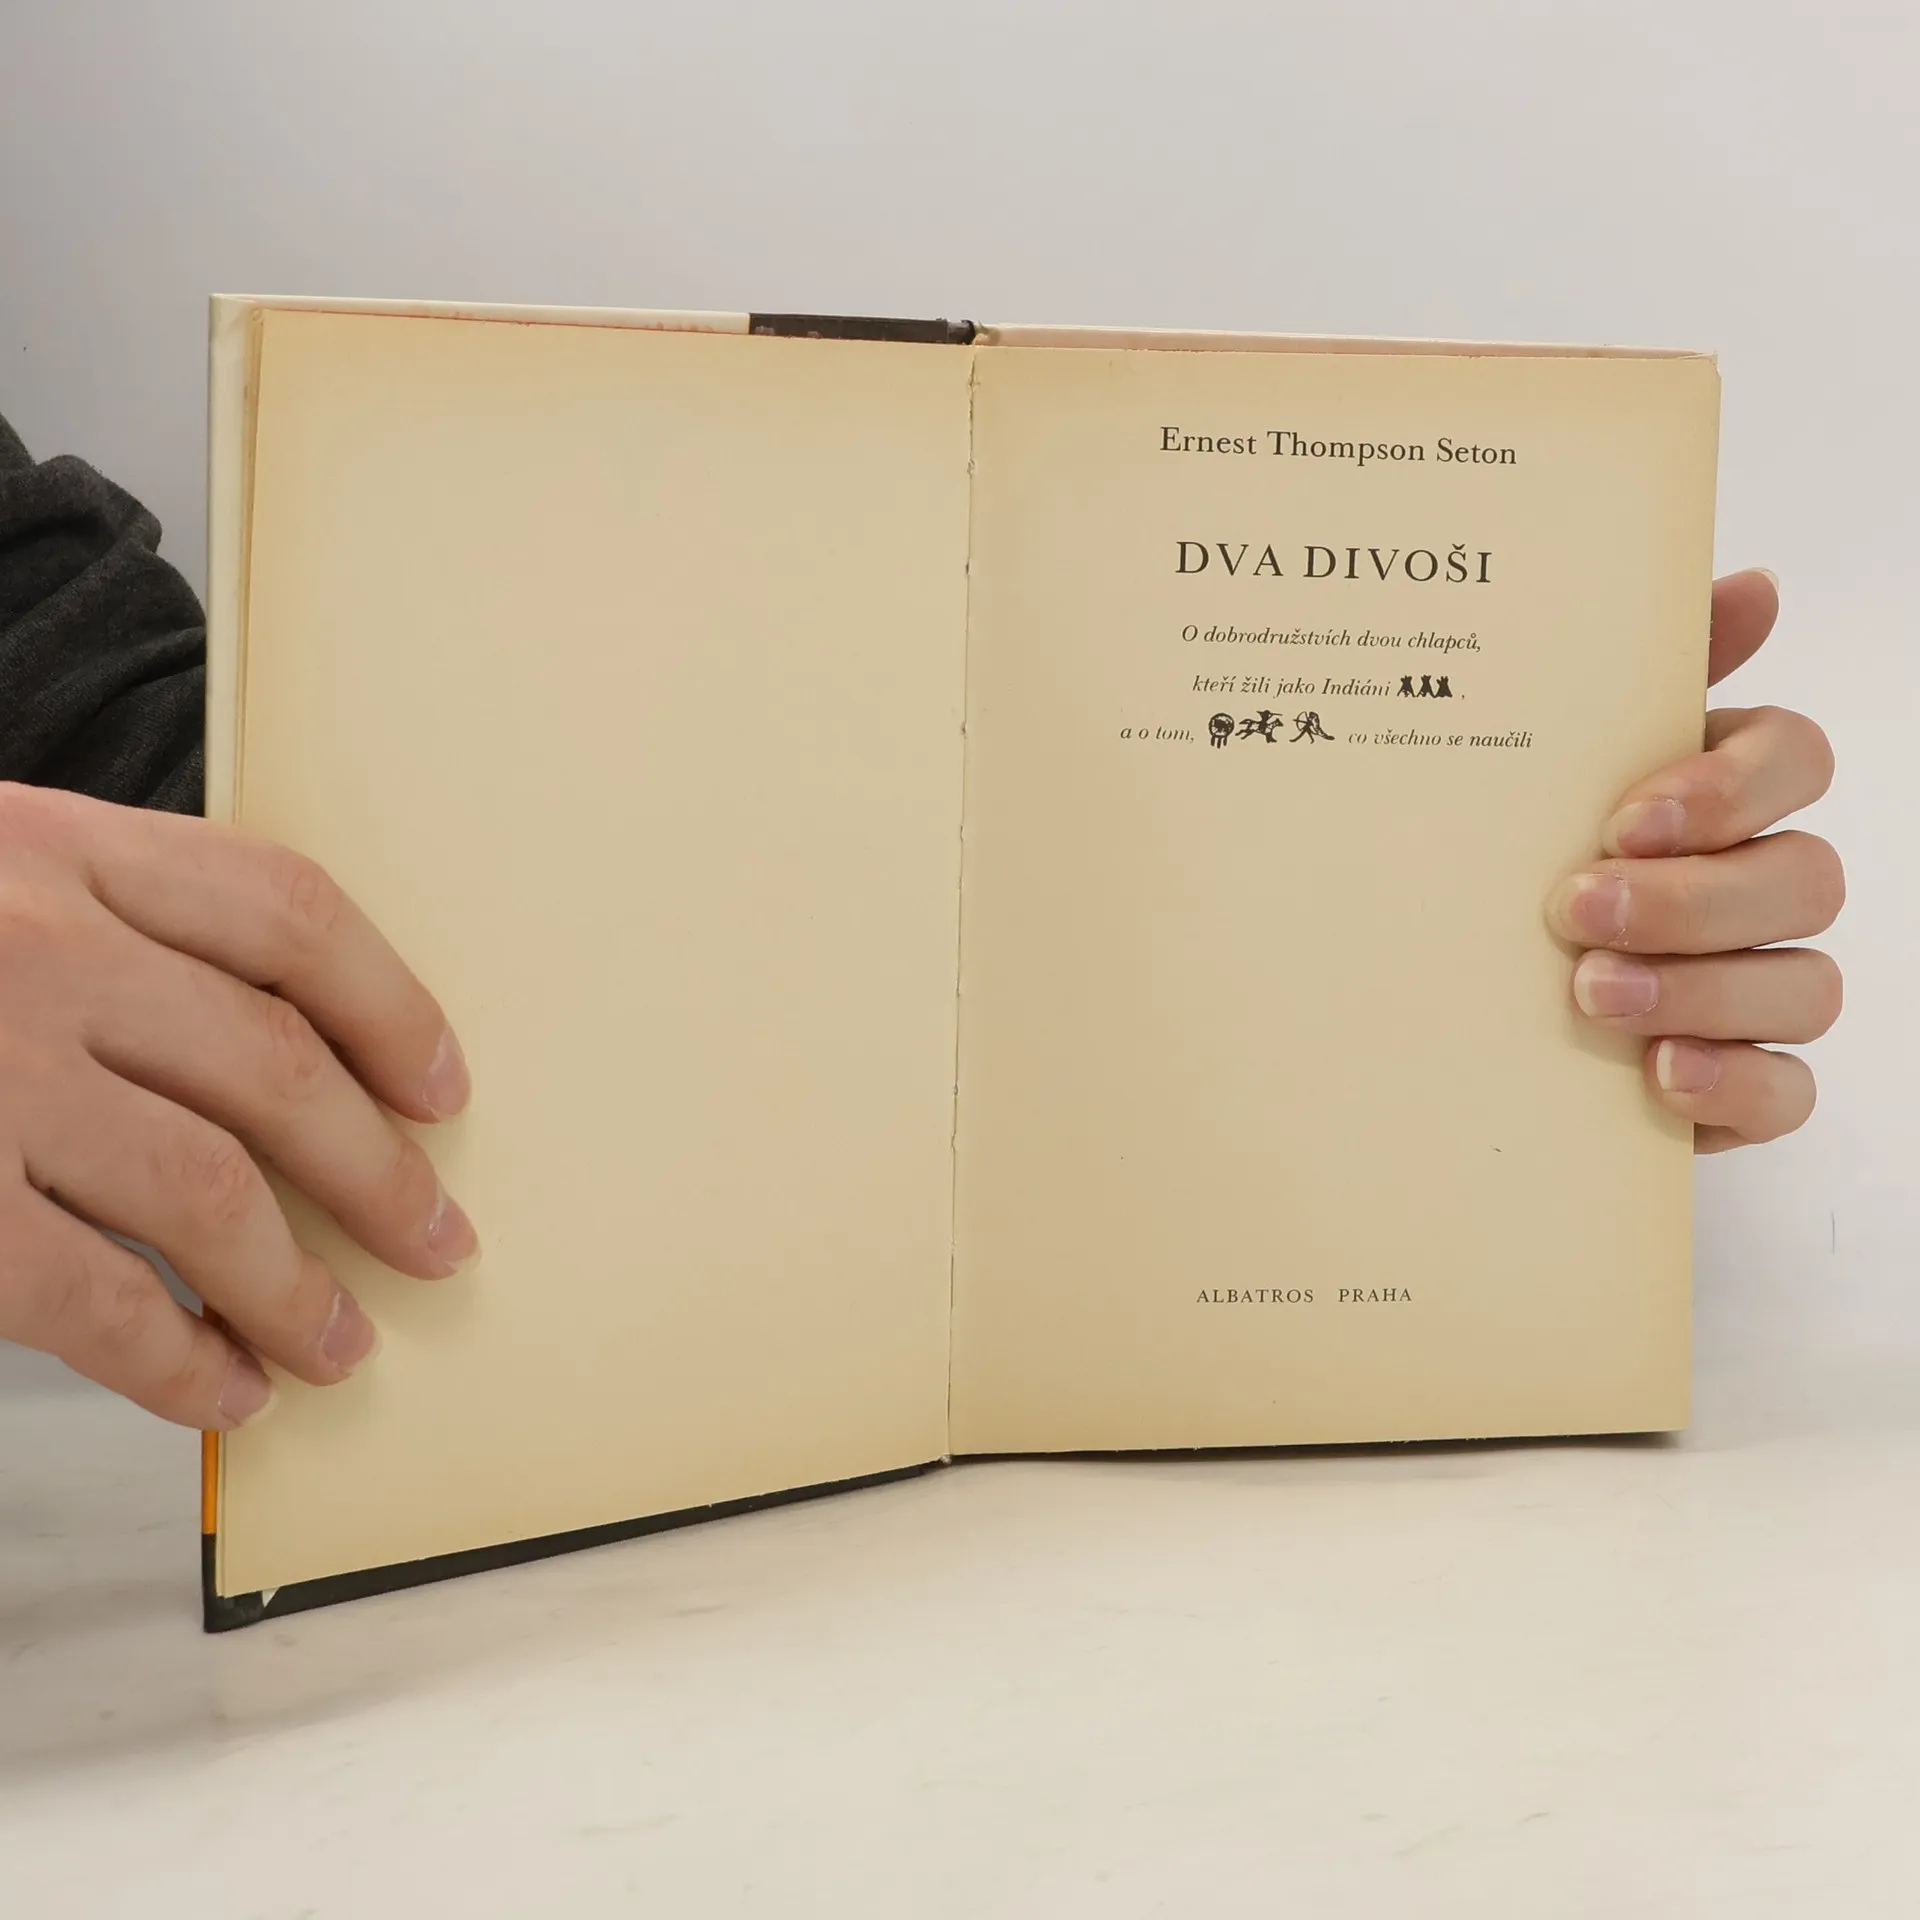 Ernest Thompson Seton
DVA DIVOŠI
O dobrodružstvích dvou chlapců,
kteří žili jako Indiáni ,
a o tom, co všechno se naučili
ALBATROS PRAHA